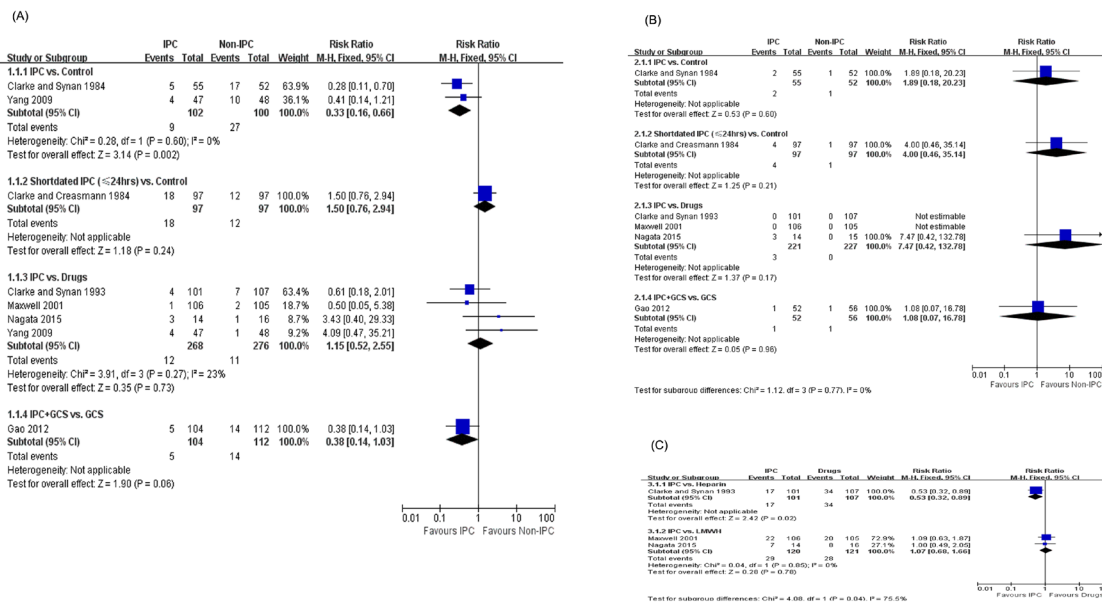 (A)
IPC Non-IPC Risk Ratio Risk Ratio
Study or Subgroup Events Total Events Total Weight M-H, Fixed, 95% CI M-H, Fixed, 95% CI
1.1.1 IPC vs. Control
Clarke and Synan 1984 5 55 17 52 63.9% 0.28 [0.11, 0.70]
Yang 2009 4 47 10 48 36.1% 0.41 [0.14, 1.21]
Subtotal (95% CI) 102 100 100.0% 0.33 [0.16, 0.66]
Total events 9 27
Heterogeneity: Chi² = 0.28, df = 1 (P = 0.60); I² = 0%
Test for overall effect: Z = 3.14 (P = 0.002)
1.1.2 Shortdated IPC (≤24hrs) vs. Control
Clarke and Creasmann 1984 18 97 12 97 100.0% 1.50 [0.76, 2.94]
Subtotal (95% CI) 97 97 100.0% 1.50 [0.76, 2.94]
Total events 18 12
Heterogeneity: Not applicable
Test for overall effect: Z = 1.18 (P = 0.24)
1.1.3 IPC vs. Drugs
Clarke and Synan 1993 4 101 7 107 63.4% 0.61 [0.18, 2.01]
Maxwell 2001 1 106 2 105 18.7% 0.50 [0.05, 5.38]
Nagata 2015 3 14 1 16 8.7% 3.43 [0.40, 29.33]
Yang 2009 4 47 1 48 9.2% 4.09 [0.47, 35.21]
Subtotal (95% CI) 268 276 100.0% 1.15 [0.52, 2.55]
Total events 12 11
Heterogeneity: Chi² = 3.91, df = 3 (P = 0.27); I² = 23%
Test for overall effect: Z = 0.35 (P = 0.73)
1.1.4 IPC+GCS vs. GCS
Gao 2012 5 104 14 112 100.0% 0.38 [0.14, 1.03]
Subtotal (95% CI) 104 112 100.0% 0.38 [0.14, 1.03]
Total events 5 14
Heterogeneity: Not applicable
Test for overall effect: Z = 1.90 (P = 0.06)
0.01 0.1 1 10 100
Favours IPC Favours Non-IPC
(B)
IPC Non-IPC Risk Ratio Risk Ratio
Study or Subgroup Events Total Events Total Weight M-H, Fixed, 95% CI M-H, Fixed, 95% CI
2.1.1 IPC vs. Control
Clarke and Synan 1984 2 55 1 52 100.0% 1.89 [0.18, 20.23]
Subtotal (95% CI) 55 52 100.0% 1.89 [0.18, 20.23]
Total events 2 1
Heterogeneity: Not applicable
Test for overall effect: Z = 0.53 (P = 0.60)
2.1.2 Shortdated IPC (≤24hrs) vs. Control
Clarke and Creasmann 1984 4 97 1 97 100.0% 4.00 [0.46, 35.14]
Subtotal (95% CI) 97 97 100.0% 4.00 [0.46, 35.14]
Total events 4 1
Heterogeneity: Not applicable
Test for overall effect: Z = 1.25 (P = 0.21)
2.1.3 IPC vs. Drugs
Clarke and Synan 1993 0 101 0 107 Not estimable
Maxwell 2001 0 106 0 105 Not estimable
Nagata 2015 3 14 0 15 100.0% 7.47 [0.42, 132.78]
Subtotal (95% CI) 221 227 100.0% 7.47 [0.42, 132.78]
Total events 3 0
Heterogeneity: Not applicable
Test for overall effect: Z = 1.37 (P = 0.17)
2.1.4 IPC+GCS vs. GCS
Gao 2012 1 52 1 56 100.0% 1.08 [0.07, 16.78]
Subtotal (95% CI) 52 56 100.0% 1.08 [0.07, 16.78]
Total events 1 1
Heterogeneity: Not applicable
Test for overall effect: Z = 0.05 (P = 0.96)
0.01 0.1 1 10 100
Favours IPC Favours Non-IPC
Test for subgroup differences: Chi² = 1.12, df = 3 (P = 0.77), I² = 0%
(C)
IPC Drugs Risk Ratio Risk Ratio
Study or Subgroup Events Total Events Total Weight M-H, Fixed, 95% CI M-H, Fixed, 95% CI
3.1.1 IPC vs. Heparin
Clarke and Synan 1993 17 101 34 107 100.0% 0.53 [0.32, 0.89]
Subtotal (95% CI) 101 107 100.0% 0.53 [0.32, 0.89]
Total events 17 34
Heterogeneity: Not applicable
Test for overall effect: Z = 2.42 (P = 0.02)
3.1.2 IPC vs. LMWH
Maxwell 2001 22 106 20 105 72.9% 1.09 [0.63, 1.87]
Nagata 2015 7 14 8 16 27.1% 1.00 [0.49, 2.05]
Subtotal (95% CI) 120 121 100.0% 1.07 [0.68, 1.66]
Total events 29 28
Heterogeneity: Chi² = 0.04, df = 1 (P = 0.85); I² = 0%
Test for overall effect: Z = 0.28 (P = 0.78)
0.01 0.1 1 10 100
Favours IPC Favours Drugs
Test for subgroup differences: Chi² = 4.08, df = 1 (P = 0.04), I² = 75.5%